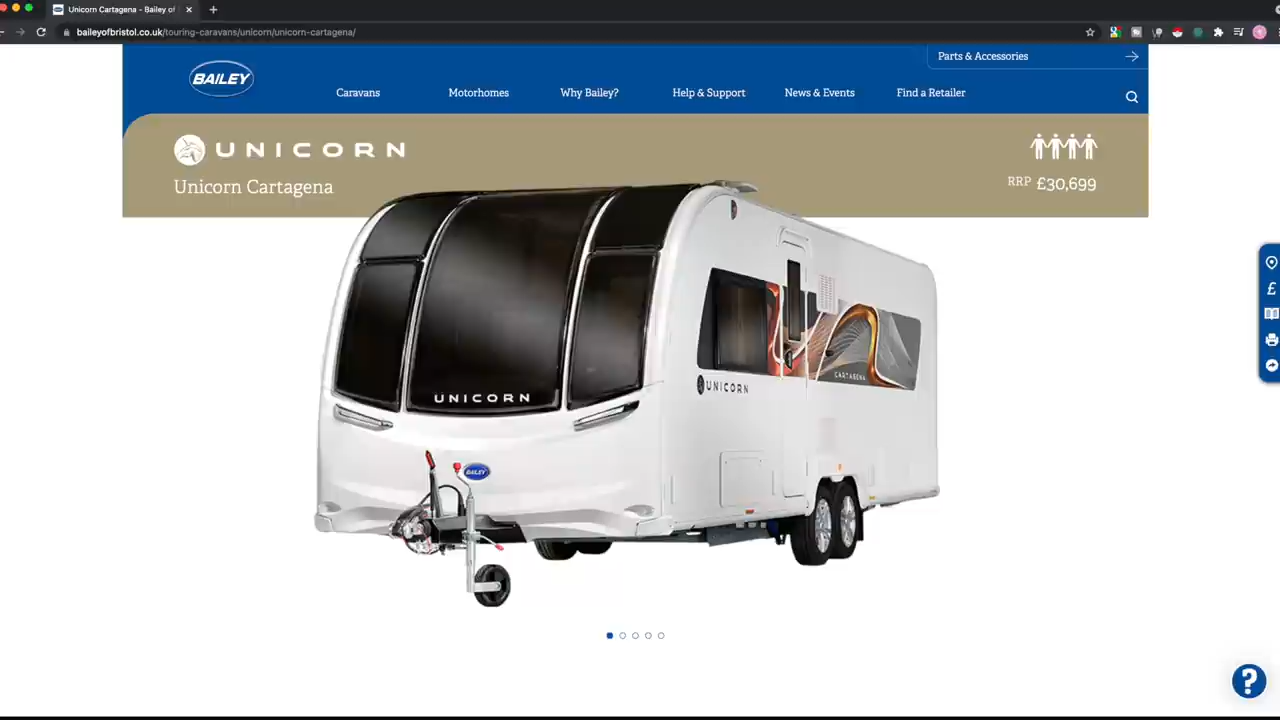 Unicorn Cartagena - Bailey of
baileyofbristol.co.uk/touring-caravans/unicorn/unicorn-cartagena/
Parts & Accessories
BAILEY
Caravans
Motorhomes
Why Bailey?
Help & Support
News & Events
Find a Retailer
UNICORN
Unicorn Cartagena
RRP £30,699
UNICORN
CARTAGENA
UNICORN
BAILEY
£
?